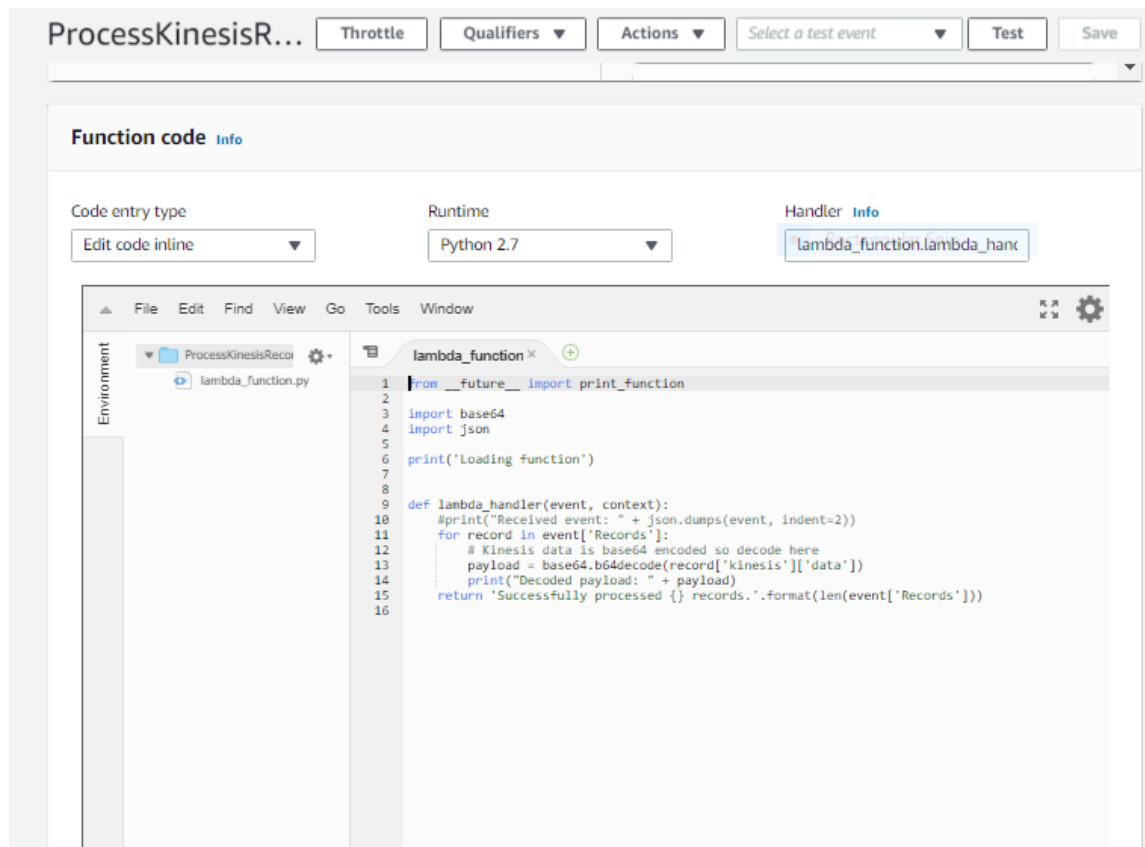 ProcessKinesisR... Throttle Qualifiers Actions Select a test event Test Save
Function code Info
Code entry type Runtime Handler Info
Edit code inline Python 2.7 lambda_function.lambda_hand
File Edit Find View Go Tools Window
Environment
ProcessKinesisRecor lambda_function
lambda_function.py
1 from __future__ import print_function
2
3 import base64
4 import json
5
6 print('Loading function')
7
8
9 def lambda_handler(event, context):
10 #print("Received event: " + json.dumps(event, indent=2))
11 for record in event['Records']:
12 # Kinesis data is base64 encoded so decode here
13 payload = base64.b64decode(record['kinesis']['data'])
14 print("Decoded payload: " + payload)
15 return 'Successfully processed {} records.'.format(len(event['Records']))
16